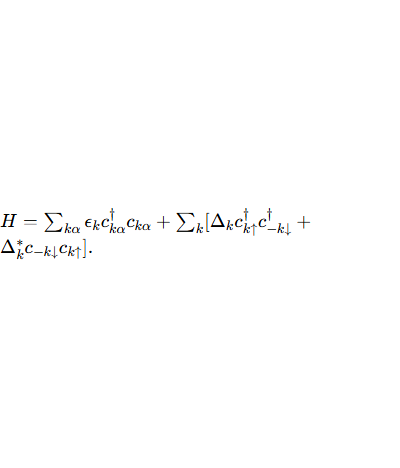 H = ∑_{kα} ϵ_k c^†_{kα} c_{kα} + ∑_k [Δ_k c^†_{k↑} c^†_{−k↓} +
Δ^*_k c_{−k↓} c_{k↑}].